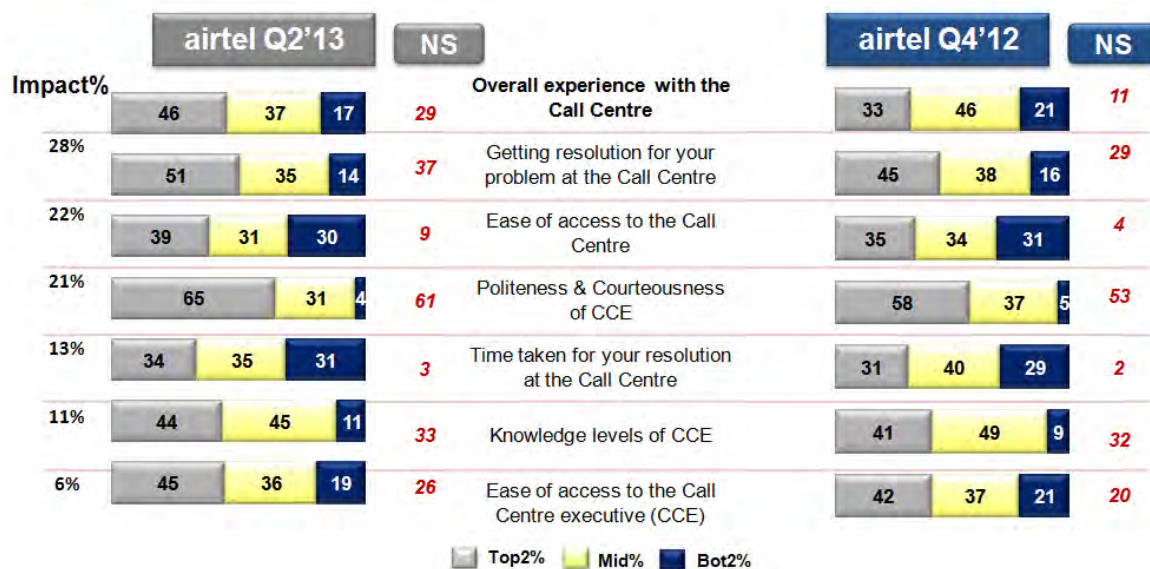 airtel Q2'13
NS
airtel Q4'12
NS
Impact%
46 37 17
29
Overall experience with the
Call Centre
33 46 21
11
28%
51 35 14
37
Getting resolution for your
problem at the Call Centre
45 38 16
29
22%
39 31 30
9
Ease of access to the Call
Centre
35 34 31
4
21%
65 31 4
61
Politeness & Courteousness
of CCE
58 37 5
53
13%
34 35 31
3
Time taken for your resolution
at the Call Centre
31 40 29
2
11%
44 45 11
33
Knowledge levels of CCE
41 49 9
32
6%
45 36 19
26
Ease of access to the Call
Centre executive (CCE)
42 37 21
20
Top2% Mid% Bot2%